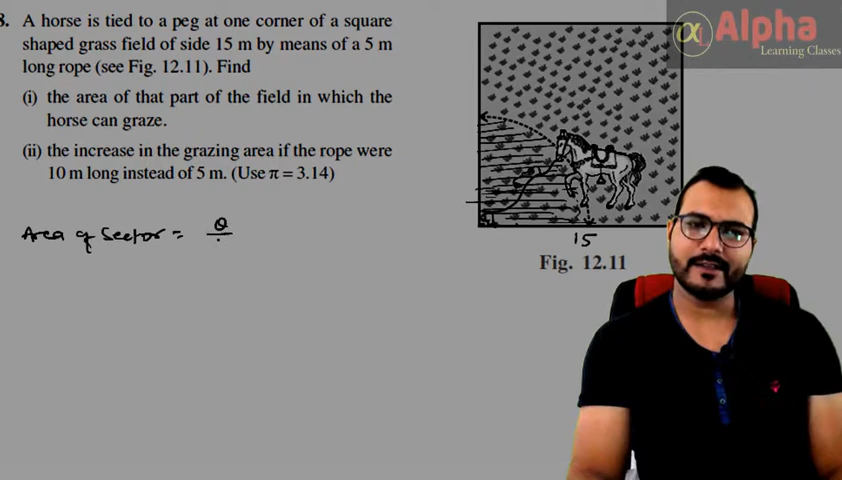 8. A horse is tied to a peg at one corner of a square
shaped grass field of side 15 m by means of a 5 m
long rope (see Fig. 12.11). Find
(i) the area of that part of the field in which the
horse can graze.
(ii) the increase in the grazing area if the rope were
10 m long instead of 5 m. (Use π = 3.14)
Area of Sector = θ
15
Fig. 12.11
αL Alpha
Learning Classes